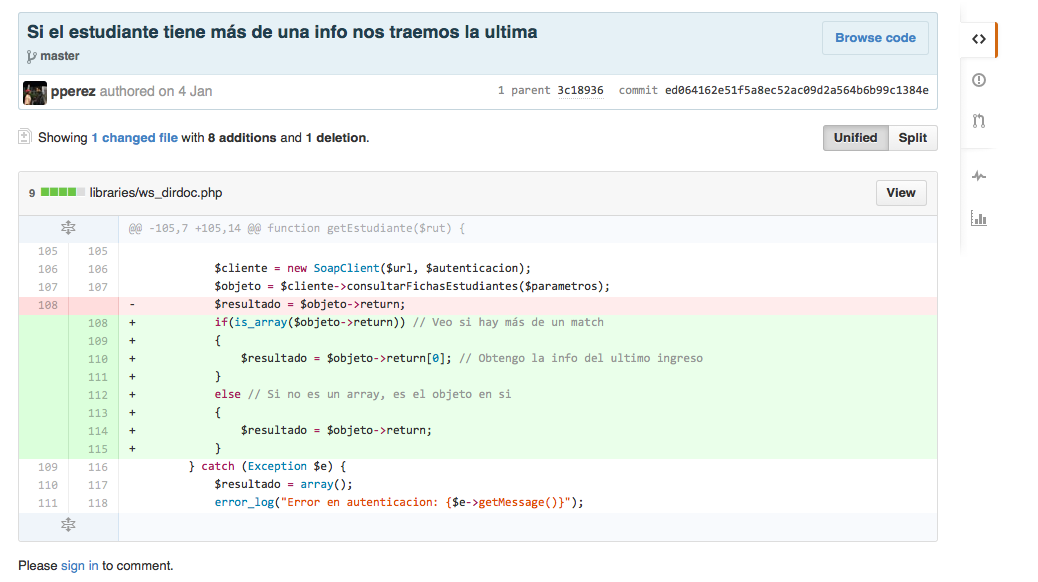 Si el estudiante tiene más de una info nos traemos la ultima
Browse code
master
pperez authored on 4 Jan
1 parent 3c18936 commit ed064162e51f5a8ec52ac09d2a564b6b99c1384e
Showing 1 changed file with 8 additions and 1 deletion.
Unified Split
9 libraries/ws_dirdoc.php
View
@@ -105,7 +105,14 @@ function getEstudiante($rut) {
105 105
106 106 $cliente = new SoapClient($url, $autenticacion);
107 107 $objeto = $cliente->consultarFichasEstudiantes($parametros);
108 - $resultado = $objeto->return;
108 + if(is_array($objeto->return)) // Veo si hay más de un match
109 + {
110 + $resultado = $objeto->return[0]; // Obtengo la info del ultimo ingreso
111 + }
112 + else // Si no es un array, es el objeto en si
113 + {
114 + $resultado = $objeto->return;
115 + }
109 116 } catch (Exception $e) {
110 117 $resultado = array();
111 118 error_log("Error en autenticacion: {$e->getMessage()}");
Please sign in to comment.